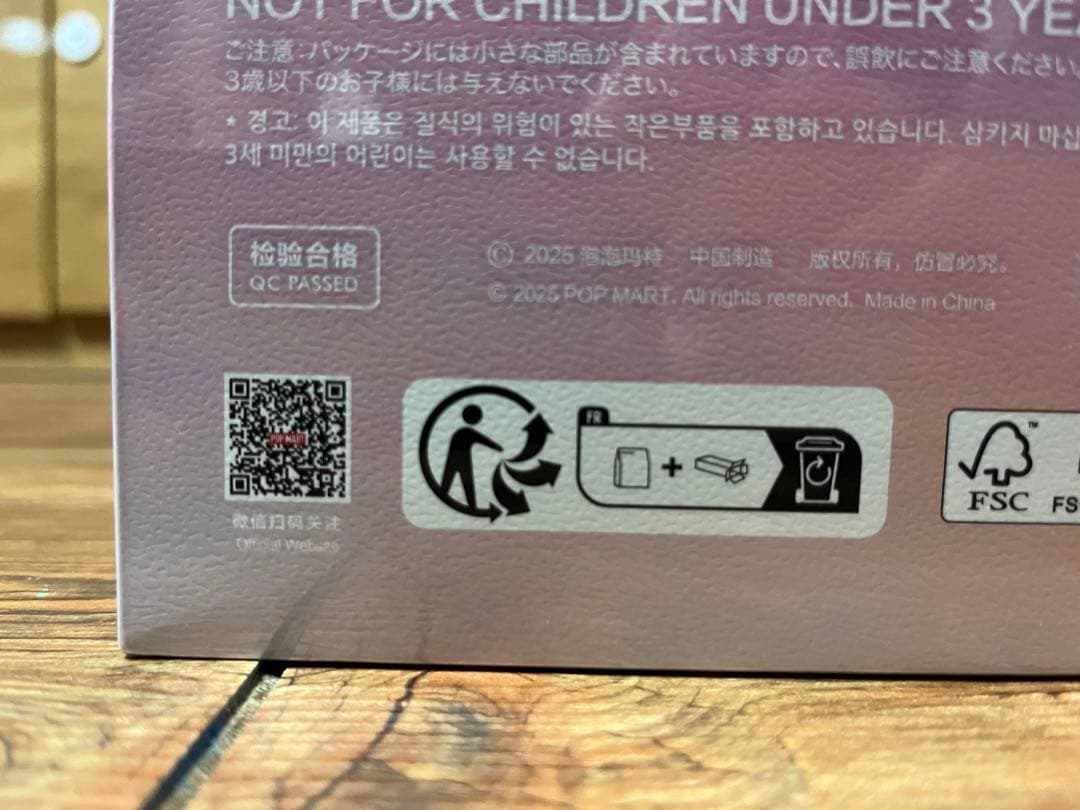 NOT FOR CHILDREN UNDER 3
ご注意:パッケージには小さな部品が含まれていますので、誤飲にご注意ください。
3歳以下のお子様には与えないでください。
* 경고: 이 제품은 질식의 위험이 있는 작은부품을 포함하고 있습니다. 삼키지 마십
3세 미만의 어린이는 사용할 수 없습니다.
检验合格
QC PASSED
© 2025 泡泡玛特 中国制造 版权所有，仿冒必究。
© 2025 POP MART. All rights reserved. Made in China
POP MART
微信扫码关注
Official Website
FR
FSC™
FS